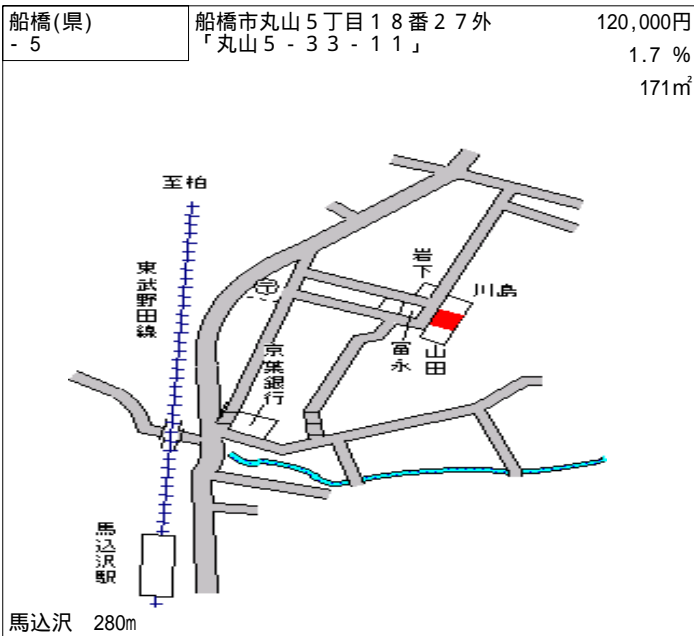 船橋(県)
- 5
船橋市丸山５丁目１８番２７外
「丸山５‐３３‐１１」
120,000円
1.7 %
171㎡
至柏
東武野田線
岩下
川島
富永
山田
京葉銀行
馬込沢駅
馬込沢 280m